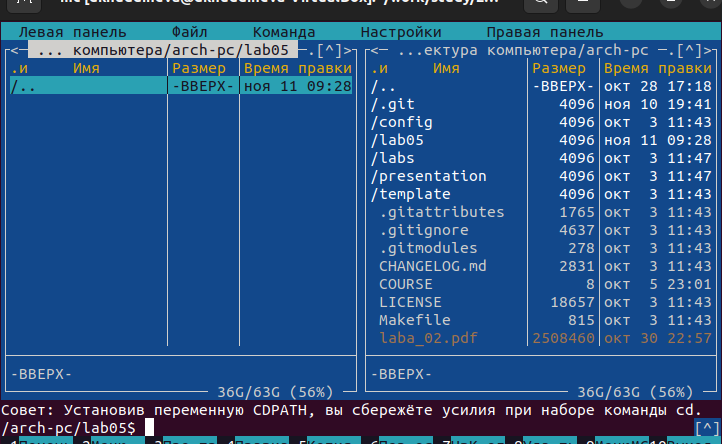 Левая панель Файл Команда Настройки Правая панель
... компьютера/arch-pc/lab05 .[^]>
...ектура компьютера/arch-pc .[^]>
.и Имя Размер Время правки
/.. -ВВЕРХ- ноя 11 09:28
-ВВЕРХ-
36G/63G (56%)
.и Имя Размер Время правки
/.. -ВВЕРХ- окт 28 17:18
/.git 4096 ноя 10 19:41
/config 4096 окт 3 11:43
/lab05 4096 ноя 11 09:28
/labs 4096 окт 3 11:47
/presentation 4096 окт 3 11:47
/template 4096 окт 3 11:43
.gitattributes 1765 окт 3 11:43
.gitignore 4637 окт 3 11:43
.gitmodules 278 окт 3 11:43
CHANGELOG.md 2831 окт 3 11:43
COURSE 8 окт 5 23:01
LICENSE 18657 окт 3 11:43
Makefile 815 окт 3 11:43
laba_02.pdf 2508460 окт 30 22:57
36G/63G (56%)
Совет: Установив переменную CDPATH, вы сбережёте усилия при наборе команды cd.
/arch-pc/lab05$ [^]